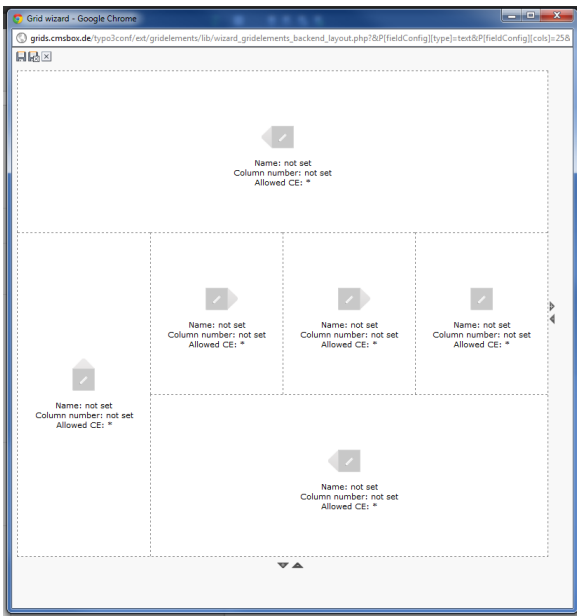 Grid wizard - Google Chrome
grids.cmsbox.de/typo3conf/ext/gridelements/lib/wizard_gridelements_backend_layout.php?&P[fieldConfig][type]=text&P[fieldConfig][cols]=25&
Name: not set
Column number: not set
Allowed CE: *
Name: not set
Column number: not set
Allowed CE: *
Name: not set
Column number: not set
Allowed CE: *
Name: not set
Column number: not set
Allowed CE: *
Name: not set
Column number: not set
Allowed CE: *
Name: not set
Column number: not set
Allowed CE: *